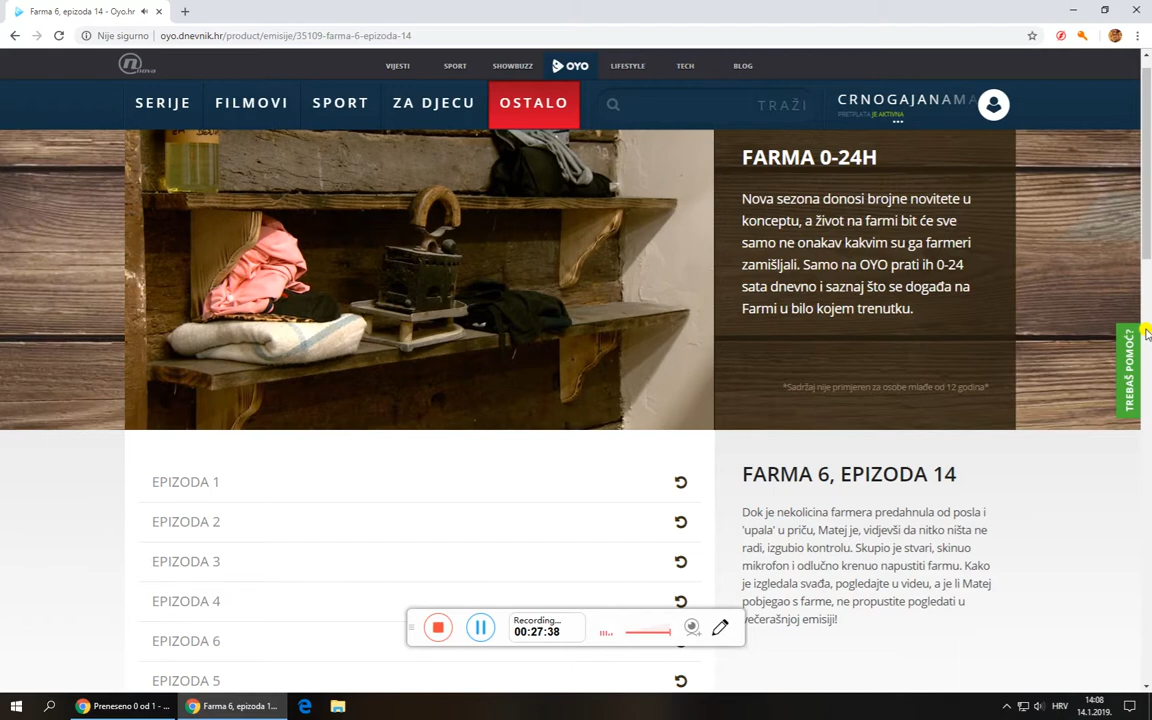 Farma 6, epizoda 14 - Oyo.hr
Nije sigurno
oyo.dnevnik.hr/product/emisije/35109-farma-6-epizoda-14
nova
VIJESTI
SPORT
SHOWBUZZ
OYO
LIFESTYLE
TECH
BLOG
SERIJE
FILMOVI
SPORT
ZA DJECU
OSTALO
TRAŽI
CRNOGAJANAMA
PRETPLATA JE AKTIVNA
FARMA 0-24H
Nova sezona donosi brojne novitete u
konceptu, a život na farmi bit će sve
samo ne onakav kakvim su ga farmeri
zamišljali. Samo na OYO prati ih 0-24
sata dnevno i saznaj što se događa na
Farmi u bilo kojem trenutku.
*Sadržaj nije primjeren za osobe mlađe od 12 godina*
TREBAŠ POMOĆ?
EPIZODA 1
EPIZODA 2
EPIZODA 3
EPIZODA 4
EPIZODA 6
EPIZODA 5
FARMA 6, EPIZODA 14
Dok je nekolicina farmera predahnula od posla i
'upala' u priču, Matej je, vidjevši da nitko ništa ne
radi, izgubio kontrolu. Skupio je stvari, skinuo
mikrofon i odlučno krenuo napustiti farmu. Kako
je izgledala svađa, pogledajte u videu, a je li Matej
pobjegao s farme, ne propustite pogledati u
večerašnjoj emisiji!
Recording...
00:27:38
Preneseno 0 od 1 - ...
Farma 6, epizoda 1...
HRV
14:08
14.1.2019.